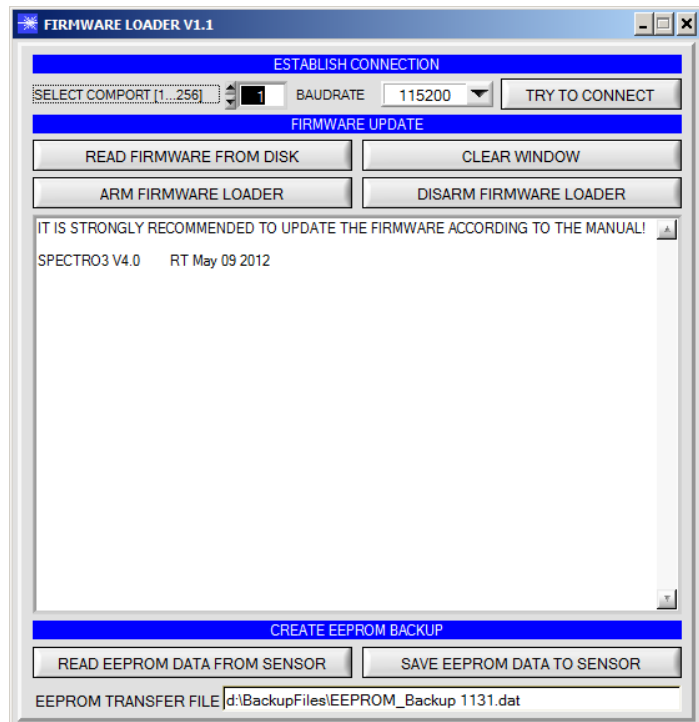 FIRMWARE LOADER V1.1
ESTABLISH CONNECTION
SELECT COMPORT [1...256] 1 BAUDRATE 115200 TRY TO CONNECT
FIRMWARE UPDATE
READ FIRMWARE FROM DISK CLEAR WINDOW
ARM FIRMWARE LOADER DISARM FIRMWARE LOADER
IT IS STRONGLY RECOMMENDED TO UPDATE THE FIRMWARE ACCORDING TO THE MANUAL!
SPECTRO3 V4.0 RT May 09 2012
CREATE EEPROM BACKUP
READ EEPROM DATA FROM SENSOR SAVE EEPROM DATA TO SENSOR
EEPROM TRANSFER FILE d:\BackupFiles\EEPROM_Backup 1131.dat